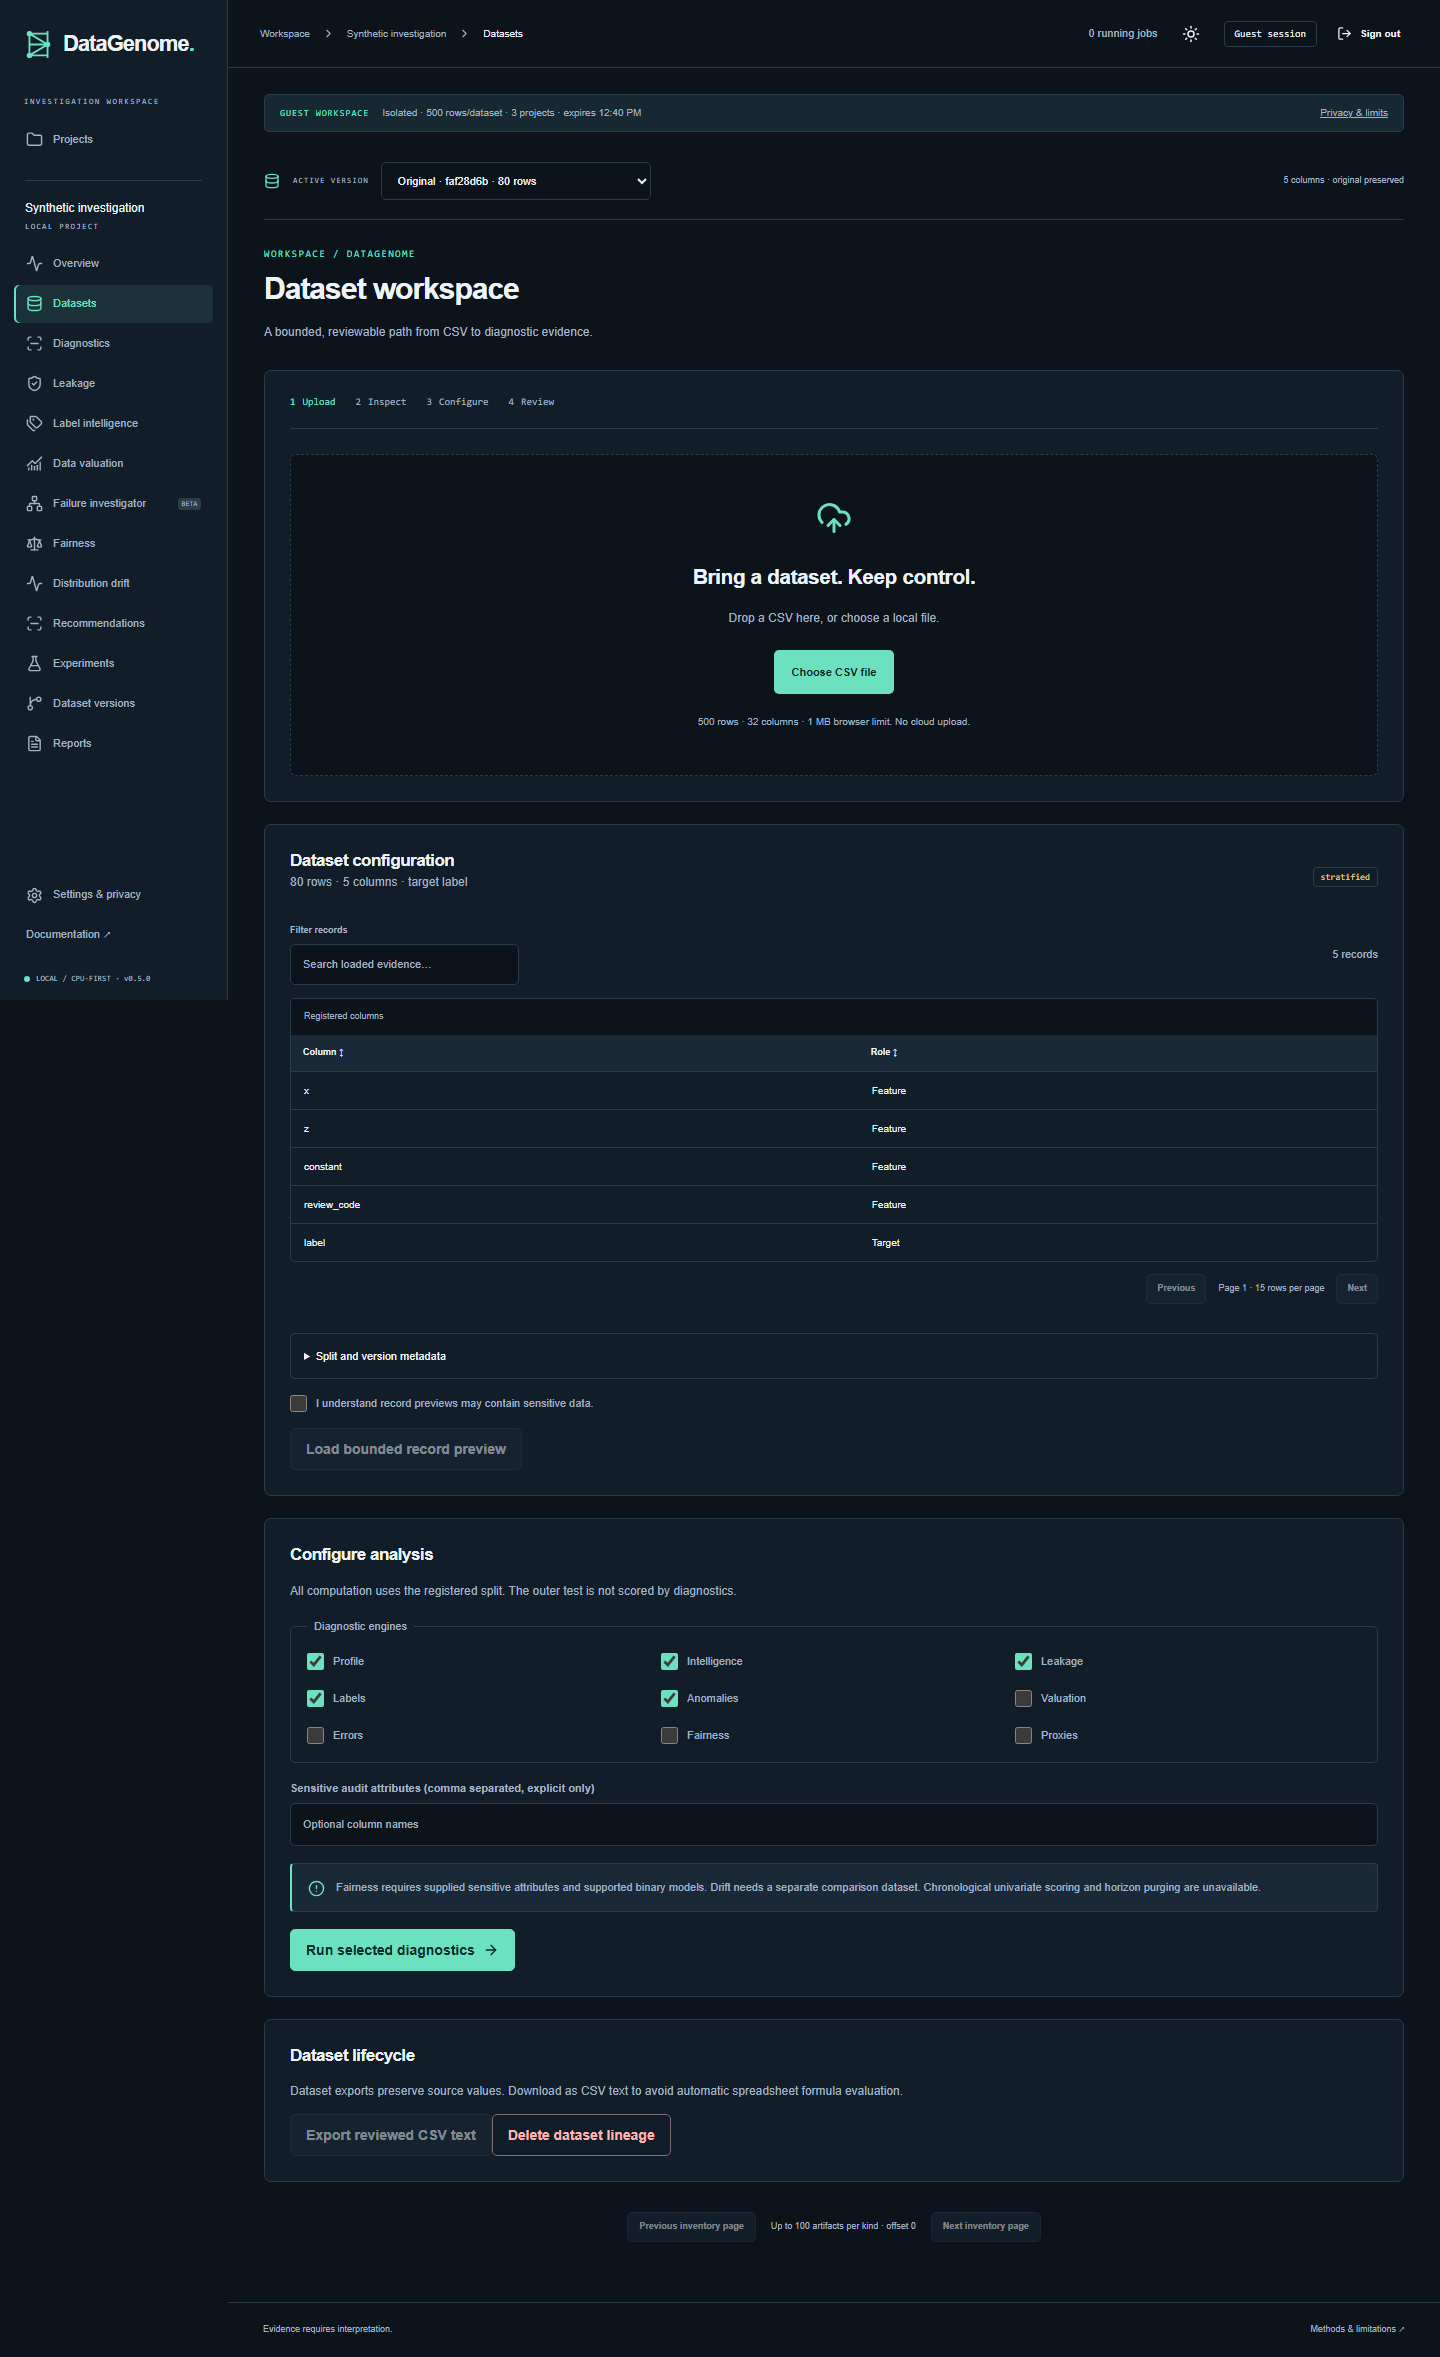 DataGenome.
INVESTIGATION WORKSPACE
Projects
Synthetic investigation
LOCAL PROJECT
Overview
Datasets
Diagnostics
Leakage
Label intelligence
Data valuation
Failure investigator BETA
Fairness
Distribution drift
Recommendations
Experiments
Dataset versions
Reports
Settings & privacy
Documentation ↗
LOCAL / CPU-FIRST · v0.5.0
Workspace > Synthetic investigation > Datasets
0 running jobs Guest session Sign out
GUEST WORKSPACE Isolated · 500 rows/dataset · 3 projects · expires 12:40 PM Privacy & limits
ACTIVE VERSION Original · faf28d6b · 80 rows 5 columns · original preserved
WORKSPACE / DATAGENOME
Dataset workspace
A bounded, reviewable path from CSV to diagnostic evidence.
1 Upload 2 Inspect 3 Configure 4 Review
Bring a dataset. Keep control.
Drop a CSV here, or choose a local file.
Choose CSV file
500 rows · 32 columns · 1 MB browser limit. No cloud upload.
Dataset configuration
80 rows · 5 columns · target label
stratified
Filter records
Search loaded evidence...
5 records
Registered columns
Column ↕ Role ↕
x Feature
z Feature
constant Feature
review_code Feature
label Target
Previous Page 1 · 15 rows per page Next
▶ Split and version metadata
I understand record previews may contain sensitive data.
Load bounded record preview
Configure analysis
All computation uses the registered split. The outer test is not scored by diagnostics.
Diagnostic engines
Profile Intelligence Leakage
Labels Anomalies Valuation
Errors Fairness Proxies
Sensitive audit attributes (comma separated, explicit only)
Optional column names
Fairness requires supplied sensitive attributes and supported binary models. Drift needs a separate comparison dataset. Chronological univariate scoring and horizon purging are unavailable.
Run selected diagnostics →
Dataset lifecycle
Dataset exports preserve source values. Download as CSV text to avoid automatic spreadsheet formula evaluation.
Export reviewed CSV text Delete dataset lineage
Previous inventory page Up to 100 artifacts per kind · offset 0 Next inventory page
Evidence requires interpretation. Methods & limitations ↗